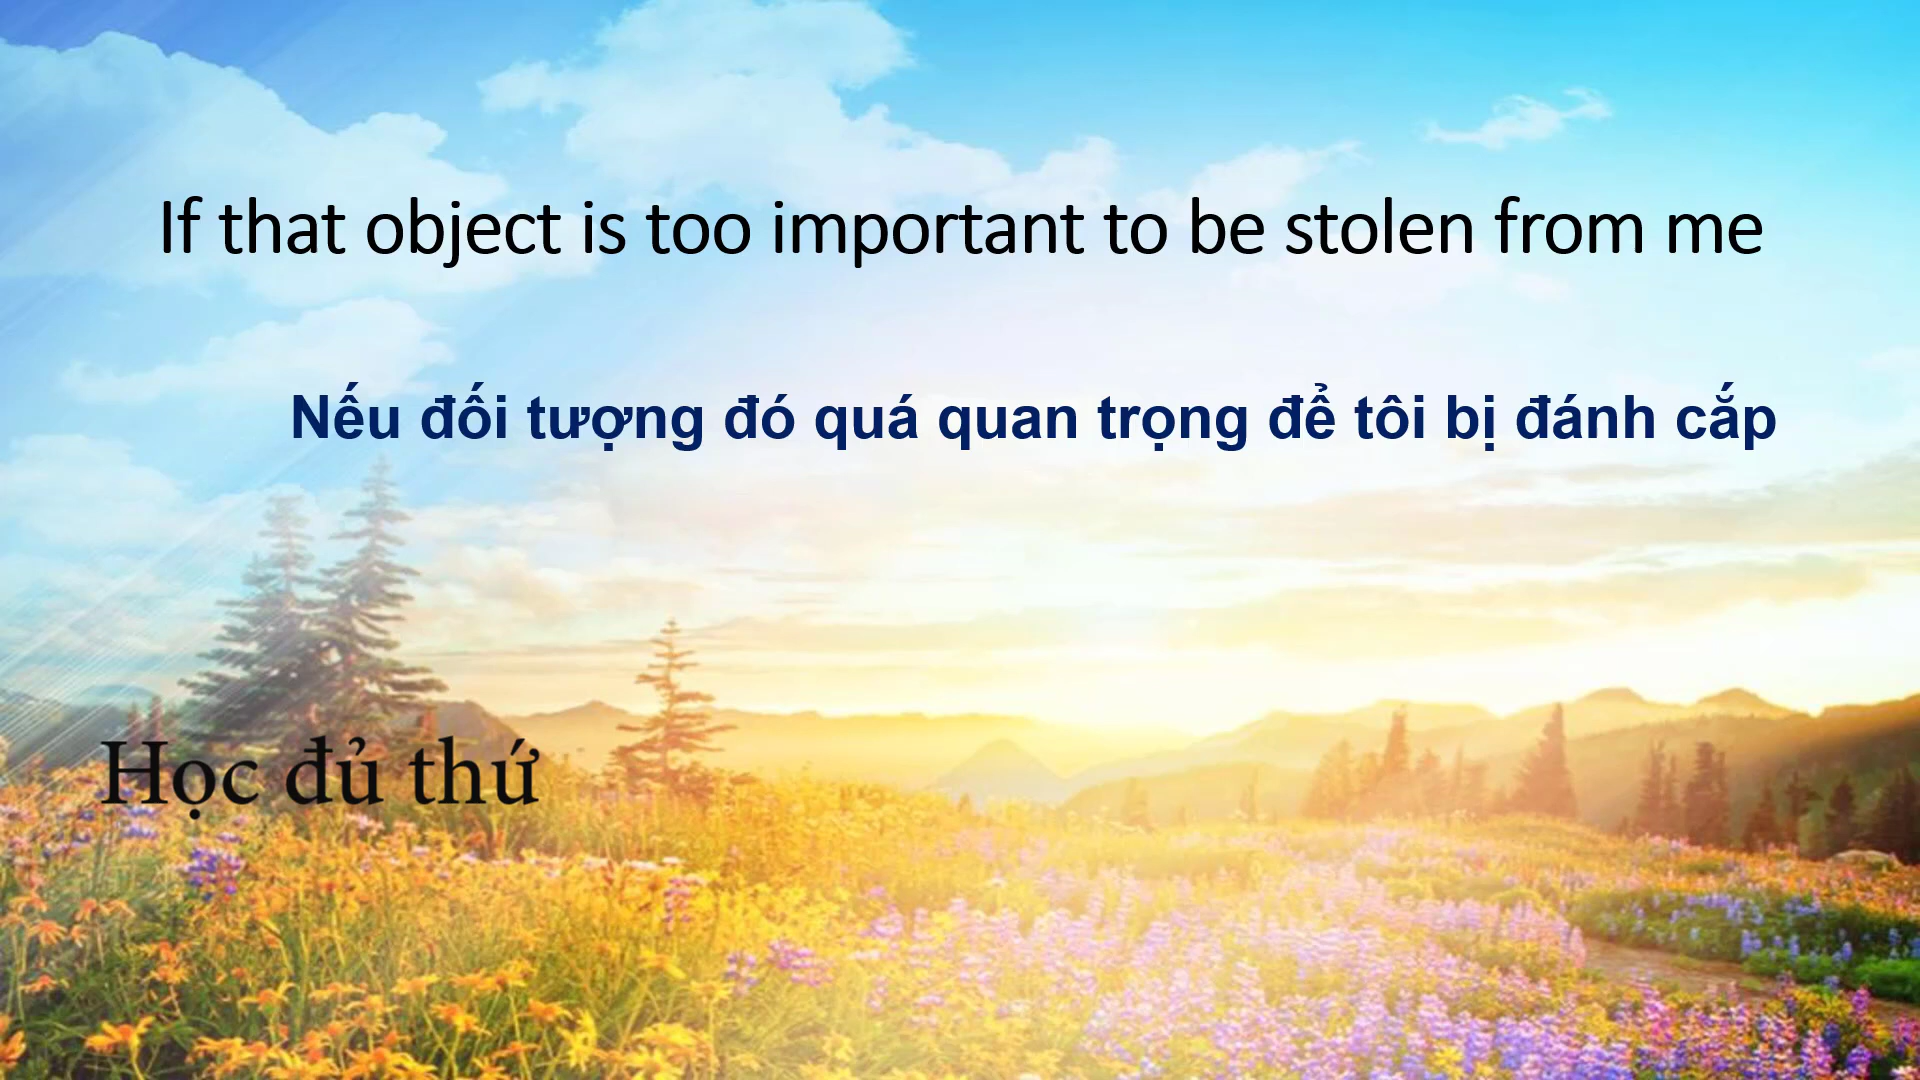 If that object is too important to be stolen from me
Nếu đối tượng đó quá quan trọng để tôi bị đánh cắp
Học đủ thứ